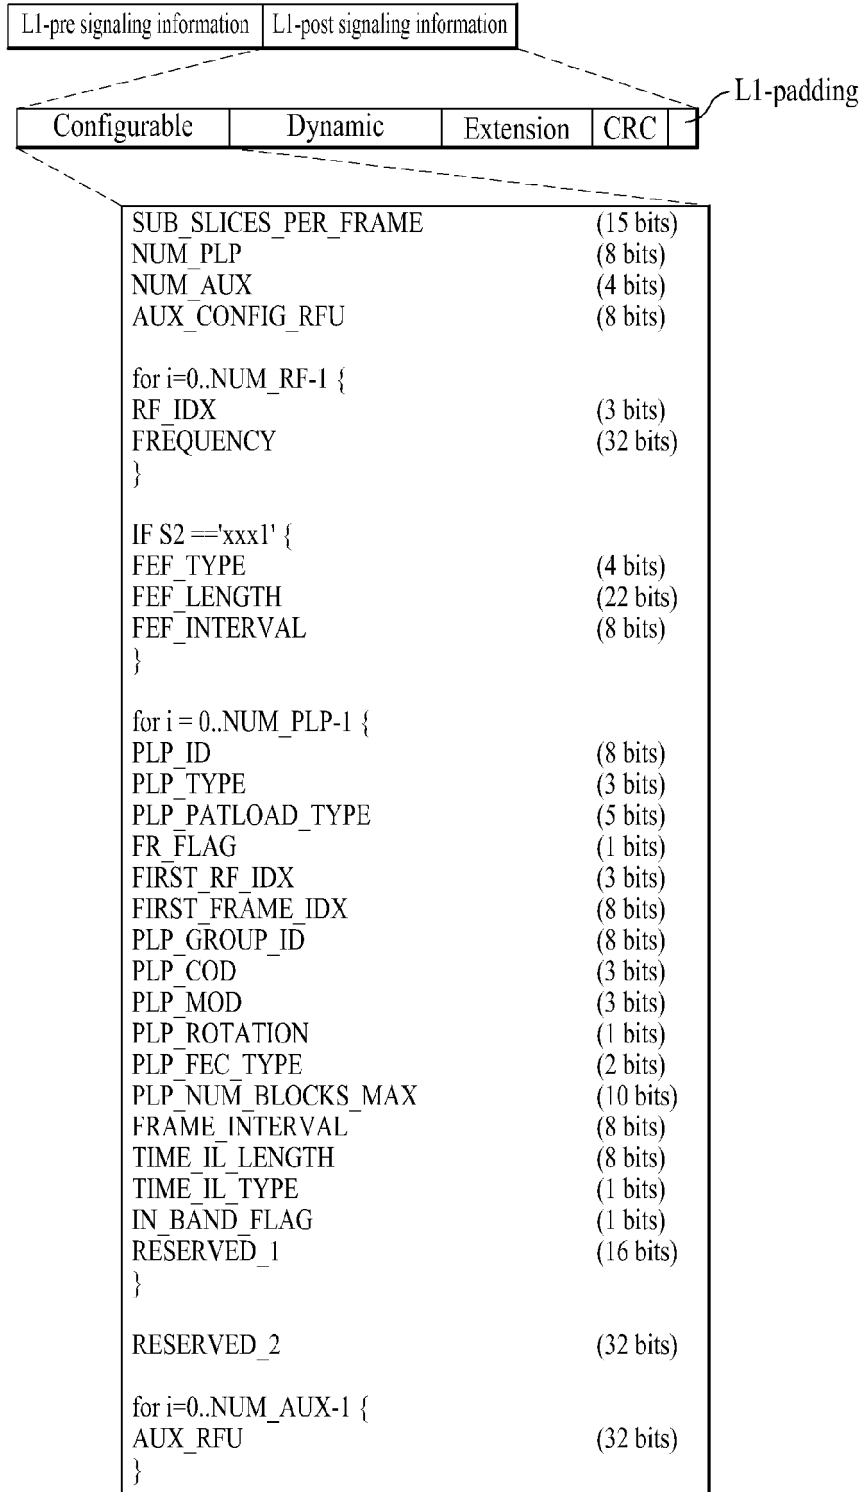 L1-pre signaling information L1-post signaling information
L1-padding
Configurable Dynamic Extension CRC
SUB_SLICES_PER_FRAME (15 bits)
NUM_PLP (8 bits)
NUM_AUX (4 bits)
AUX_CONFIG_RFU (8 bits)
for i=0..NUM_RF-1 {
RF_IDX (3 bits)
FREQUENCY (32 bits)
}
IF S2 =='xxx1' {
FEF_TYPE (4 bits)
FEF_LENGTH (22 bits)
FEF_INTERVAL (8 bits)
}
for i = 0..NUM_PLP-1 {
PLP_ID (8 bits)
PLP_TYPE (3 bits)
PLP_PATLOAD_TYPE (5 bits)
FR_FLAG (1 bits)
FIRST_RF_IDX (3 bits)
FIRST_FRAME_IDX (8 bits)
PLP_GROUP_ID (8 bits)
PLP_COD (3 bits)
PLP_MOD (3 bits)
PLP_ROTATION (1 bits)
PLP_FEC_TYPE (2 bits)
PLP_NUM_BLOCKS_MAX (10 bits)
FRAME_INTERVAL (8 bits)
TIME_IL_LENGTH (8 bits)
TIME_IL_TYPE (1 bits)
IN_BAND_FLAG (1 bits)
RESERVED_1 (16 bits)
}
RESERVED_2 (32 bits)
for i=0..NUM_AUX-1 {
AUX_RFU (32 bits)
}